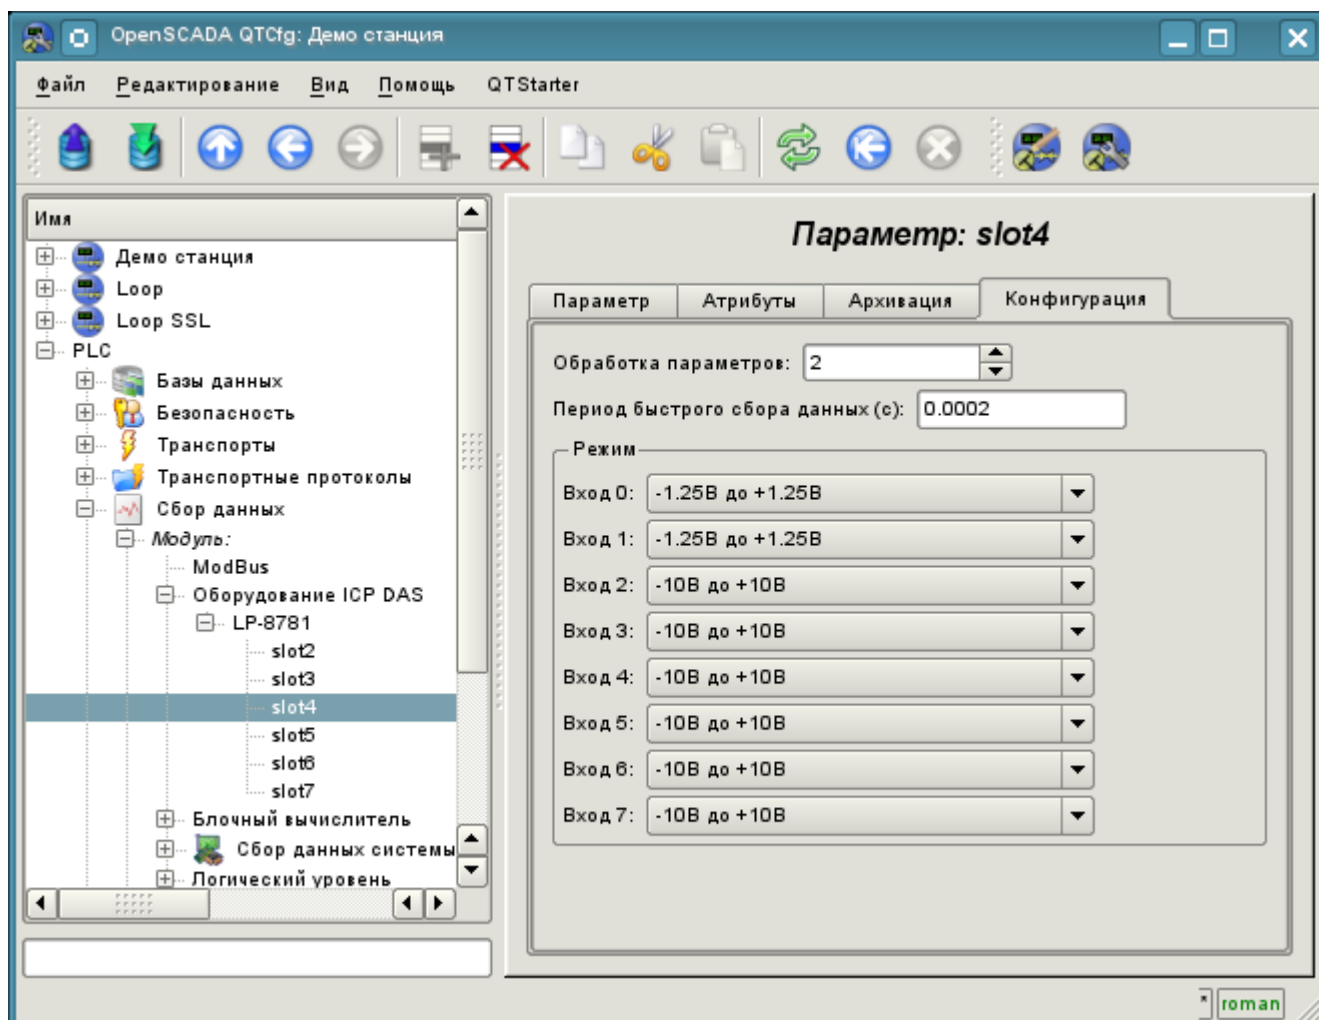 OpenSCADA QTCfg: Демо станция
Файл Редактирование Вид Помощь QTStarter
Имя
Демо станция
Loop
Loop SSL
PLC
Базы данных
Безопасность
Транспорты
Транспортные протоколы
Сбор данных
Модуль:
ModBus
Оборудование ICP DAS
LP-8781
slot2
slot3
slot4
slot5
slot6
slot7
Блочный вычислитель
Сбор данных системы
Логический уровень
Параметр: slot4
Параметр Атрибуты Архивация Конфигурация
Обработка параметров: 2
Период быстрого сбора данных (с): 0.0002
Режим
Вход 0: -1.25В до +1.25В
Вход 1: -1.25В до +1.25В
Вход 2: -10В до +10В
Вход 3: -10В до +10В
Вход 4: -10В до +10В
Вход 5: -10В до +10В
Вход 6: -10В до +10В
Вход 7: -10В до +10В
* roman